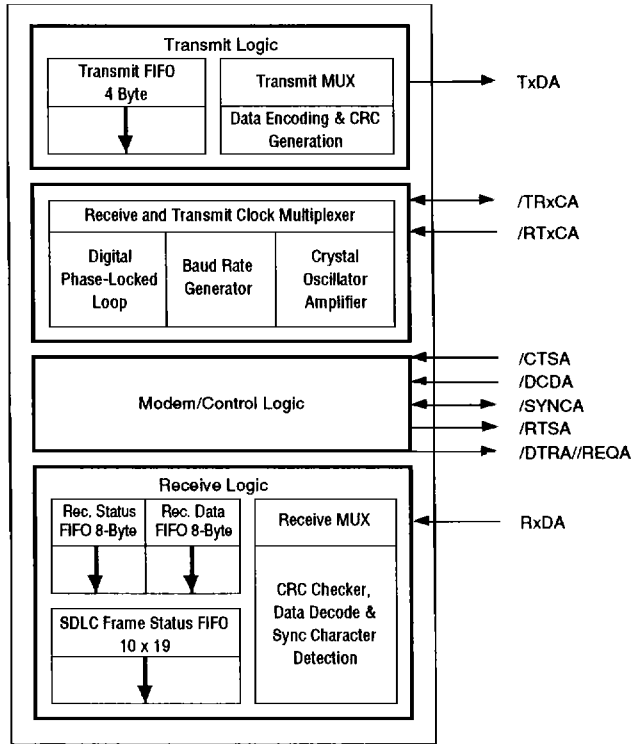 Transmit Logic
Transmit FIFO
4 Byte
Transmit MUX
Data Encoding & CRC
Generation
TxDA
Receive and Transmit Clock Multiplexer
Digital
Phase-Locked
Loop
Baud Rate
Generator
Crystal
Oscillator
Amplifier
/TRxCA
/RTxCA
Modem/Control Logic
/CTSA
/DCDA
/SYNCA
/RTSA
/DTRA//REQA
Receive Logic
Rec. Status
FIFO 8-Byte
Rec. Data
FIFO 8-Byte
Receive MUX
CRC Checker,
Data Decode &
Sync Character
Detection
SDLC Frame Status FIFO
10 x 19
RxDA